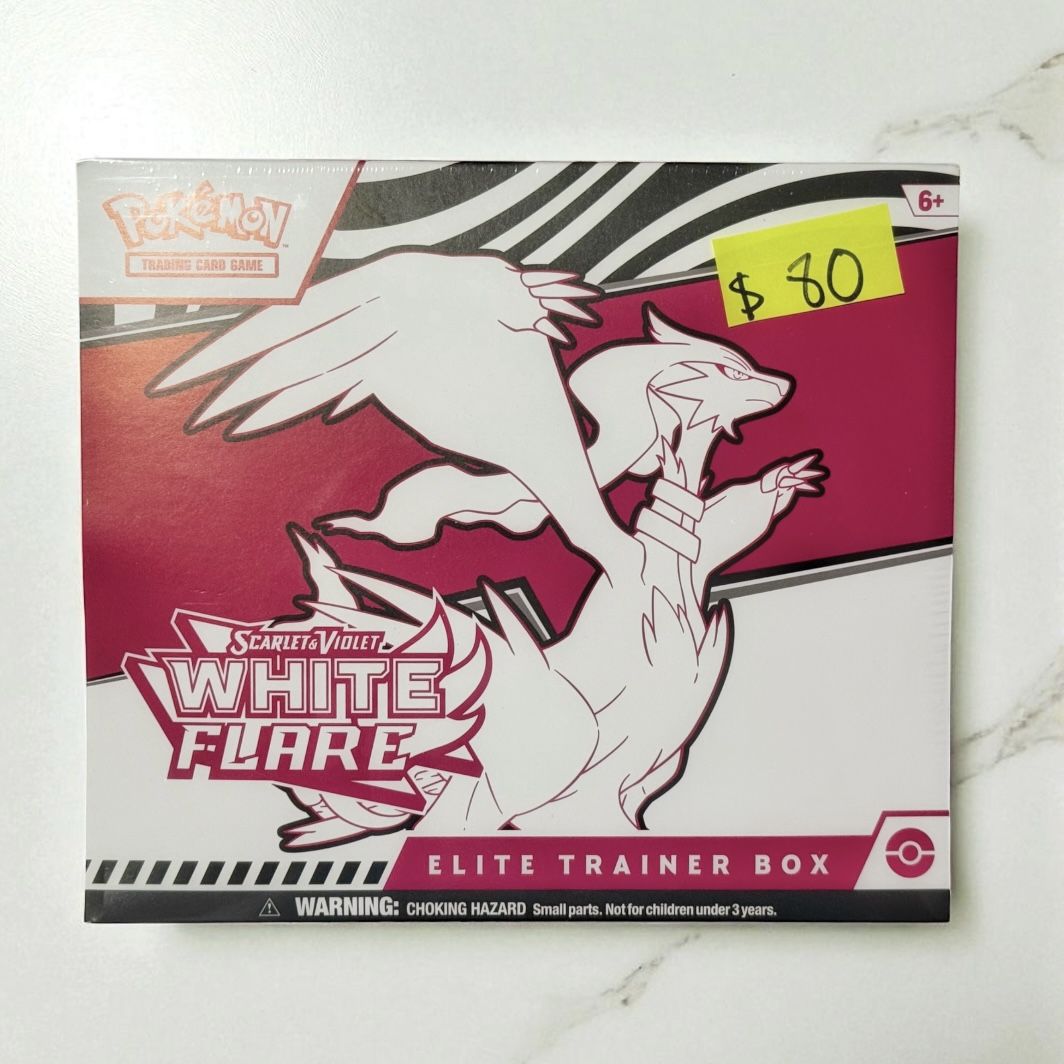 POKéMON
TRADING CARD GAME
6+
$ 80
SCARLET & VIOLET
WHITE
FLARE
ELITE TRAINER BOX
WARNING: CHOKING HAZARD Small parts. Not for children under 3 years.